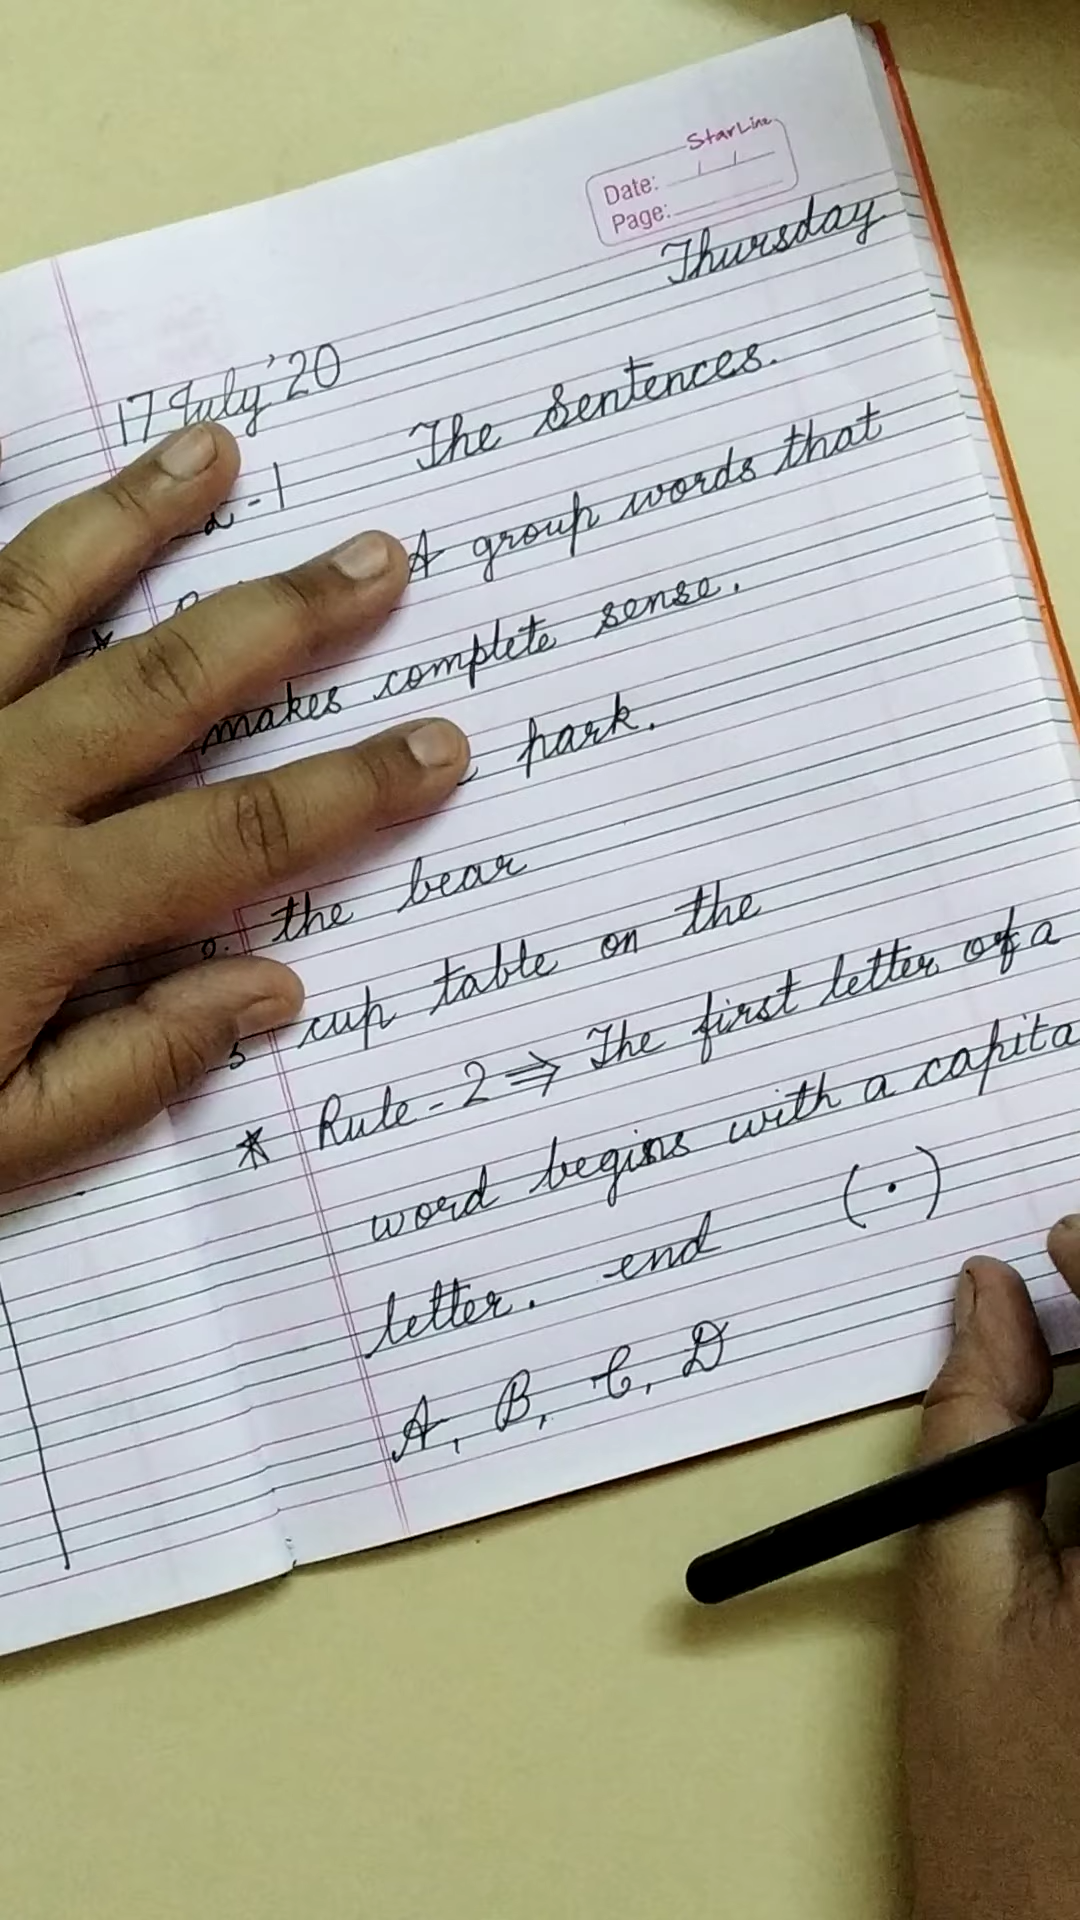 StarLine
Date: / /
Page:
Thursday
17 July '20
-1 The Sentences.
* A group words that
makes complete sense.
park.
the bear
cup table on the
* Rule-2 ⇒ The first letter of a
word begins with a capita
letter. end (.)
A, B, C, D